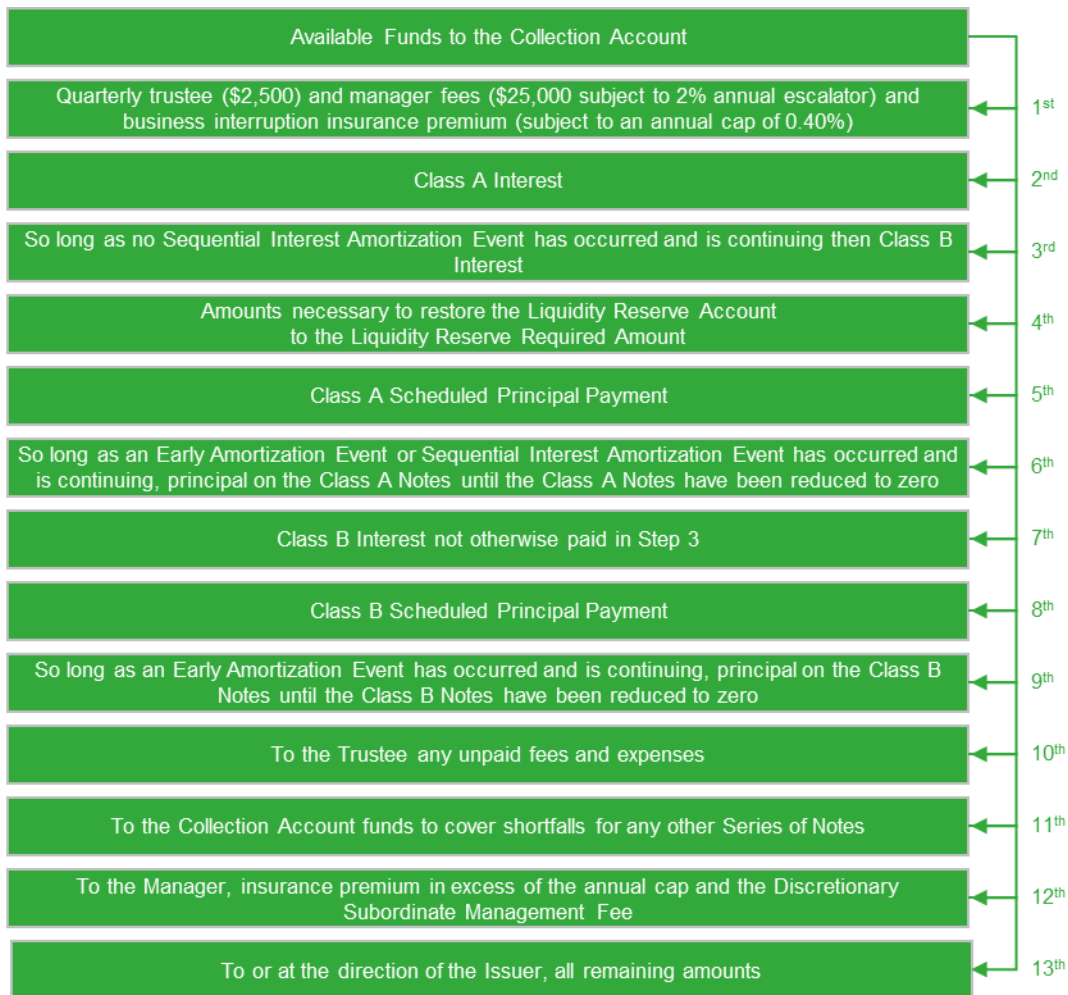 Available Funds to the Collection Account
Quarterly trustee ($2,500) and manager fees ($25,000 subject to 2% annual escalator) and
business interruption insurance premium (subject to an annual cap of 0.40%)
1st
Class A Interest
2nd
So long as no Sequential Interest Amortization Event has occurred and is continuing then Class B
Interest
3rd
Amounts necessary to restore the Liquidity Reserve Account
to the Liquidity Reserve Required Amount
4th
Class A Scheduled Principal Payment
5th
So long as an Early Amortization Event or Sequential Interest Amortization Event has occurred and
is continuing, principal on the Class A Notes until the Class A Notes have been reduced to zero
6th
Class B Interest not otherwise paid in Step 3
7th
Class B Scheduled Principal Payment
8th
So long as an Early Amortization Event has occurred and is continuing, principal on the Class B
Notes until the Class B Notes have been reduced to zero
9th
To the Trustee any unpaid fees and expenses
10th
To the Collection Account funds to cover shortfalls for any other Series of Notes
11th
To the Manager, insurance premium in excess of the annual cap and the Discretionary
Subordinate Management Fee
12th
To or at the direction of the Issuer, all remaining amounts
13th